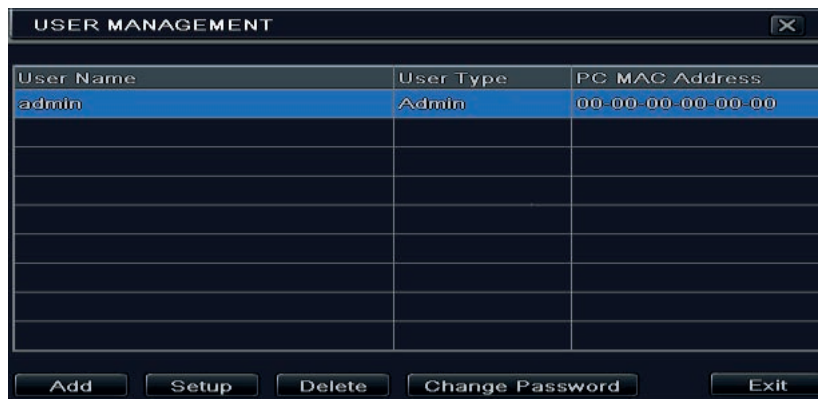 USER MANAGEMENT
User Name User Type PC MAC Address
admin Admin 00-00-00-00-00-00
Add Setup Delete Change Password Exit